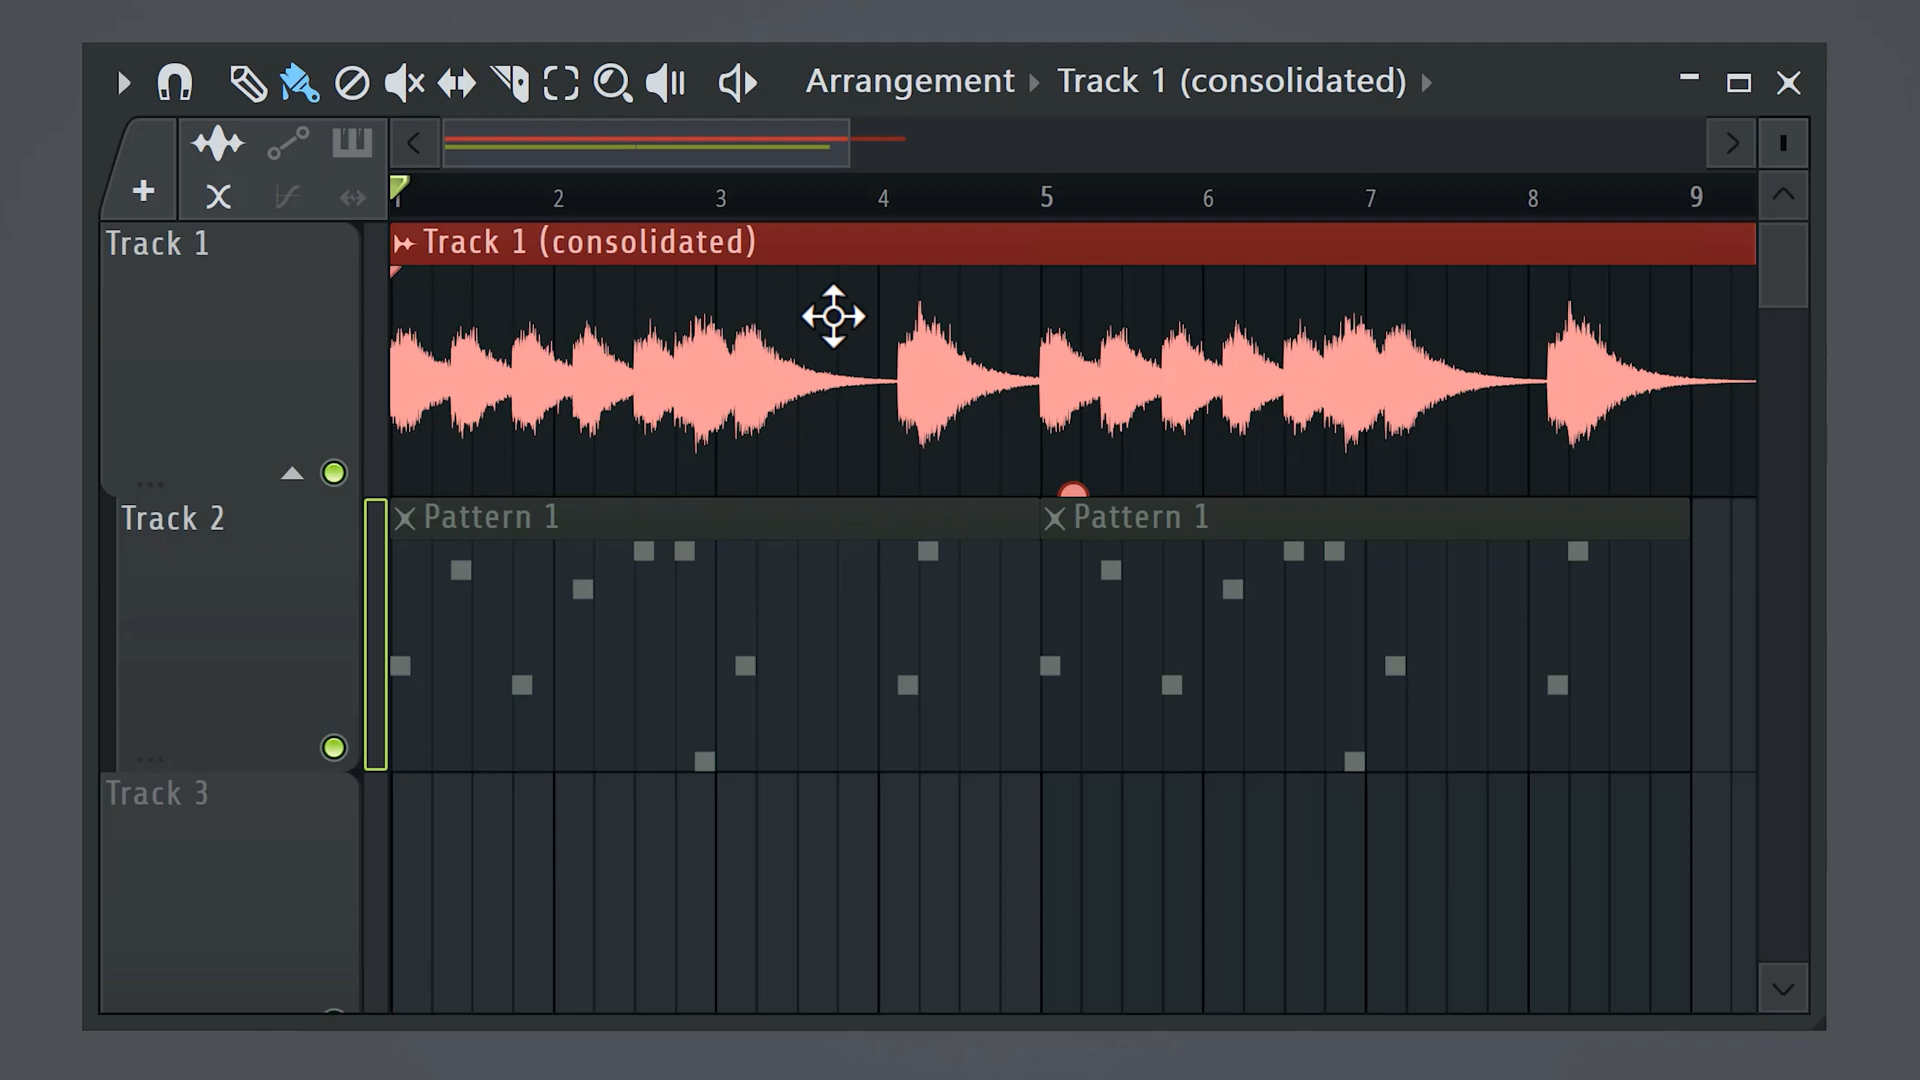 Arrangement Track 1 (consolidated)
1 2 3 4 5 6 7 8 9
Track 1
Track 1 (consolidated)
Track 2
Pattern 1
Pattern 1
Track 3